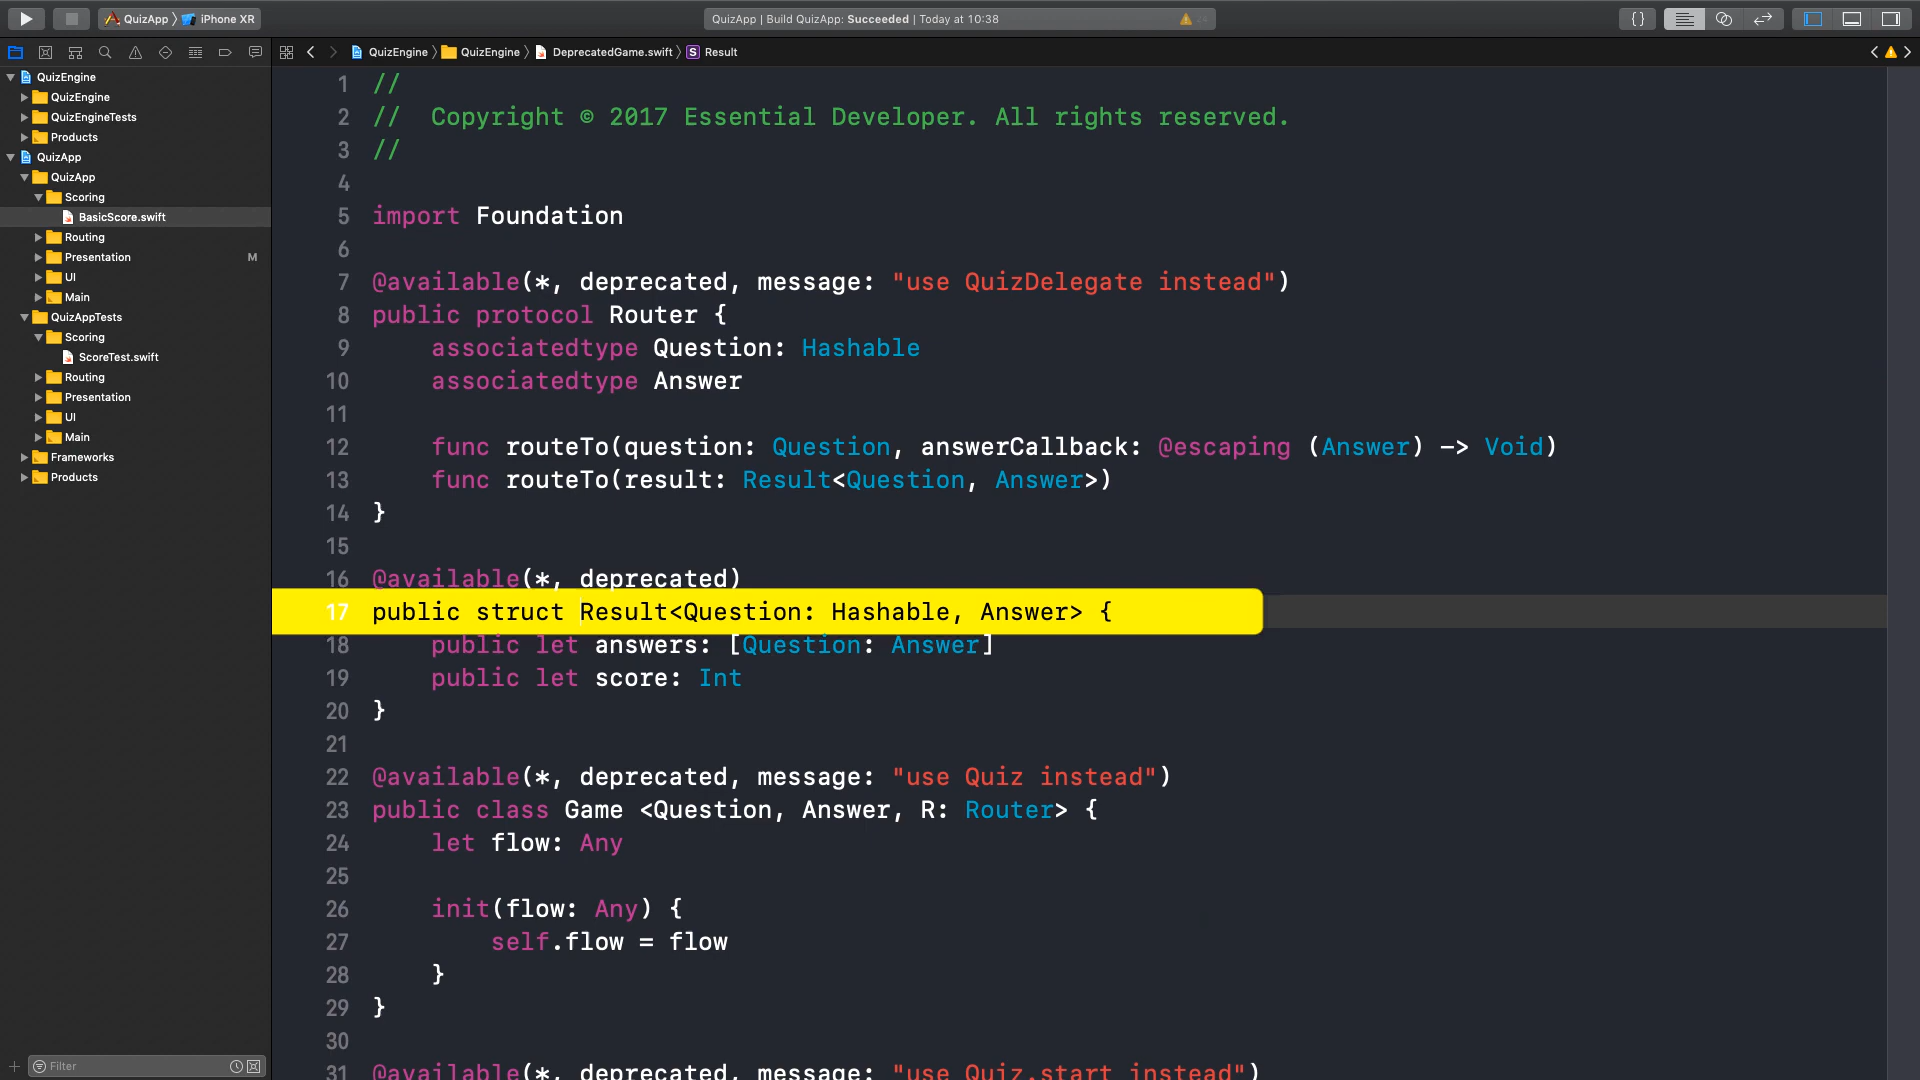 QuizApp 〉 iPhone XR
QuizApp | Build QuizApp: Succeeded | Today at 10:38
{}
QuizEngine 〉 QuizEngine 〉 DeprecatedGame.swift 〉 S Result
QuizEngine
QuizEngine
QuizEngineTests
Products
QuizApp
QuizApp
Scoring
BasicScore.swift
Routing
Presentation M
UI
Main
QuizAppTests
Scoring
ScoreTest.swift
Routing
Presentation
UI
Main
Frameworks
Products
Filter
1 //
2 //  Copyright © 2017 Essential Developer. All rights reserved.
3 //
4
5 import Foundation
6
7 @available(*, deprecated, message: "use QuizDelegate instead")
8 public protocol Router {
9     associatedtype Question: Hashable
10     associatedtype Answer
11
12     func routeTo(question: Question, answerCallback: @escaping (Answer) -> Void)
13     func routeTo(result: Result<Question, Answer>)
14 }
15
16 @available(*, deprecated)
17 public struct Result<Question: Hashable, Answer> {
18     public let answers: [Question: Answer]
19     public let score: Int
20 }
21
22 @available(*, deprecated, message: "use Quiz instead")
23 public class Game <Question, Answer, R: Router> {
24     let flow: Any
25
26     init(flow: Any) {
27         self.flow = flow
28     }
29 }
30
31 @available(*, deprecated, message: "use Quiz.start instead")